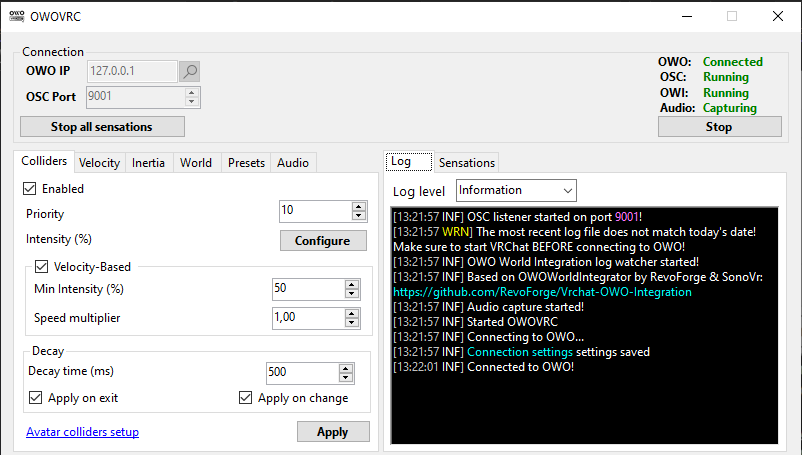 OWO OWOVRC
Connection
OWO IP 127.0.0.1
OSC Port 9001
Stop all sensations
OWO: Connected
OSC: Running
OWI: Running
Audio: Capturing
Stop
Colliders Velocity Inertia World Presets Audio
Enabled
Priority 10
Intensity (%) Configure
Velocity-Based
Min Intensity (%) 50
Speed multiplier 1,00
Decay
Decay time (ms) 500
Apply on exit Apply on change
Avatar colliders setup Apply
Log Sensations
Log level Information
[13:21:57 INF] OSC listener started on port 9001!
[13:21:57 WRN] The most recent log file does not match today's date!
Make sure to start VRChat BEFORE connecting to OWO!
[13:21:57 INF] OWO World Integration log watcher started!
[13:21:57 INF] Based on OWOWorldIntegrator by RevoForge & SonoVr:
https://github.com/RevoForge/Vrchat-OWO-Integration
[13:21:57 INF] Audio capture started!
[13:21:57 INF] Started OWOVRC
[13:21:57 INF] Connecting to OWO...
[13:21:57 INF] Connection settings settings saved
[13:22:01 INF] Connected to OWO!